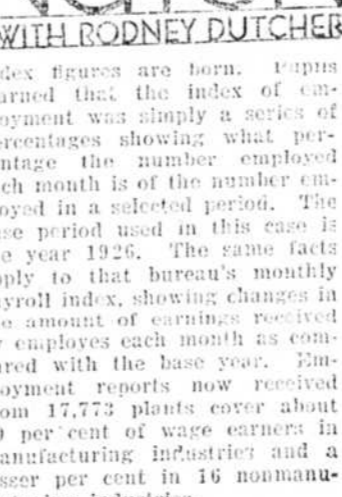 WITH RODNEY DUTCHER
dex figures are born. Pupils
arned that the index of em-
oyment was simply a series of
ercentages showing what per-
entage the number employed
ch month is of the number em-
oyed in a selected period. The
se period used in this case is
e year 1926. The same facts
ply to that bureau's monthly
yroll index, showing changes in
e amount of earnings received
y employes each month as com-
ared with the base year. Em-
oyment reports now received
om 17,773 plants cover about
per cent of wage earners in
anufacturing industries and a
sser per cent in 16 nonmanu-